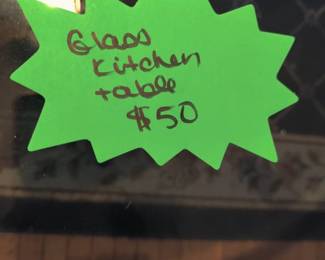 Glass
Kitchen
table
$50